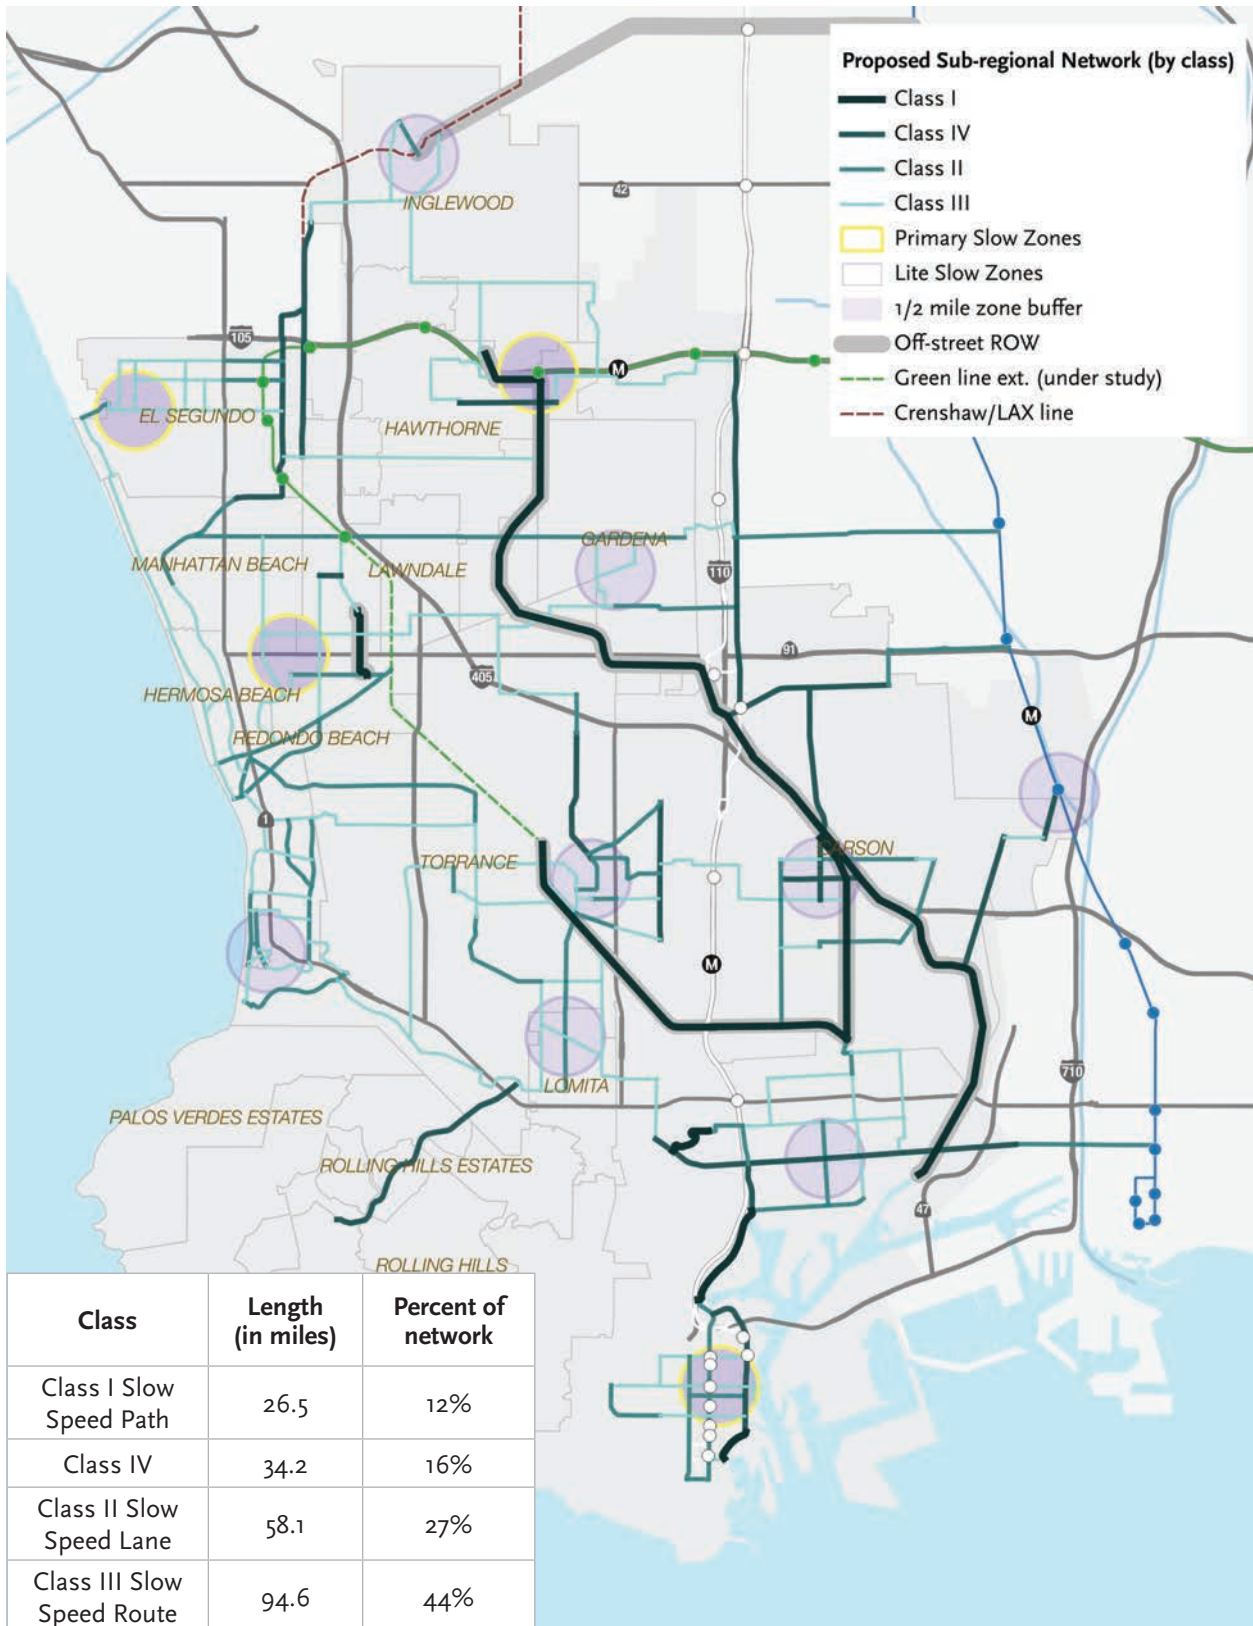 Proposed Sub-regional Network (by class)
Class I
Class IV
Class II
Class III
Primary Slow Zones
Lite Slow Zones
1/2 mile zone buffer
Off-street ROW
Green line ext. (under study)
Crenshaw/LAX line
42
INGLEWOOD
105
M
EL SEGUNDO
HAWTHORNE
GARDENA
MANHATTAN BEACH
LAWNDALE
110
91
405
HERMOSA BEACH
M
REDONDO BEACH
1
CARSON
TORRANCE
M
710
LOMITA
PALOS VERDES ESTATES
ROLLING HILLS ESTATES
47
ROLLING HILLS
Class
Length
(in miles)
Percent of
network
Class I Slow
Speed Path
26.5
12%
Class IV
34.2
16%
Class II Slow
Speed Lane
58.1
27%
Class III Slow
Speed Route
94.6
44%